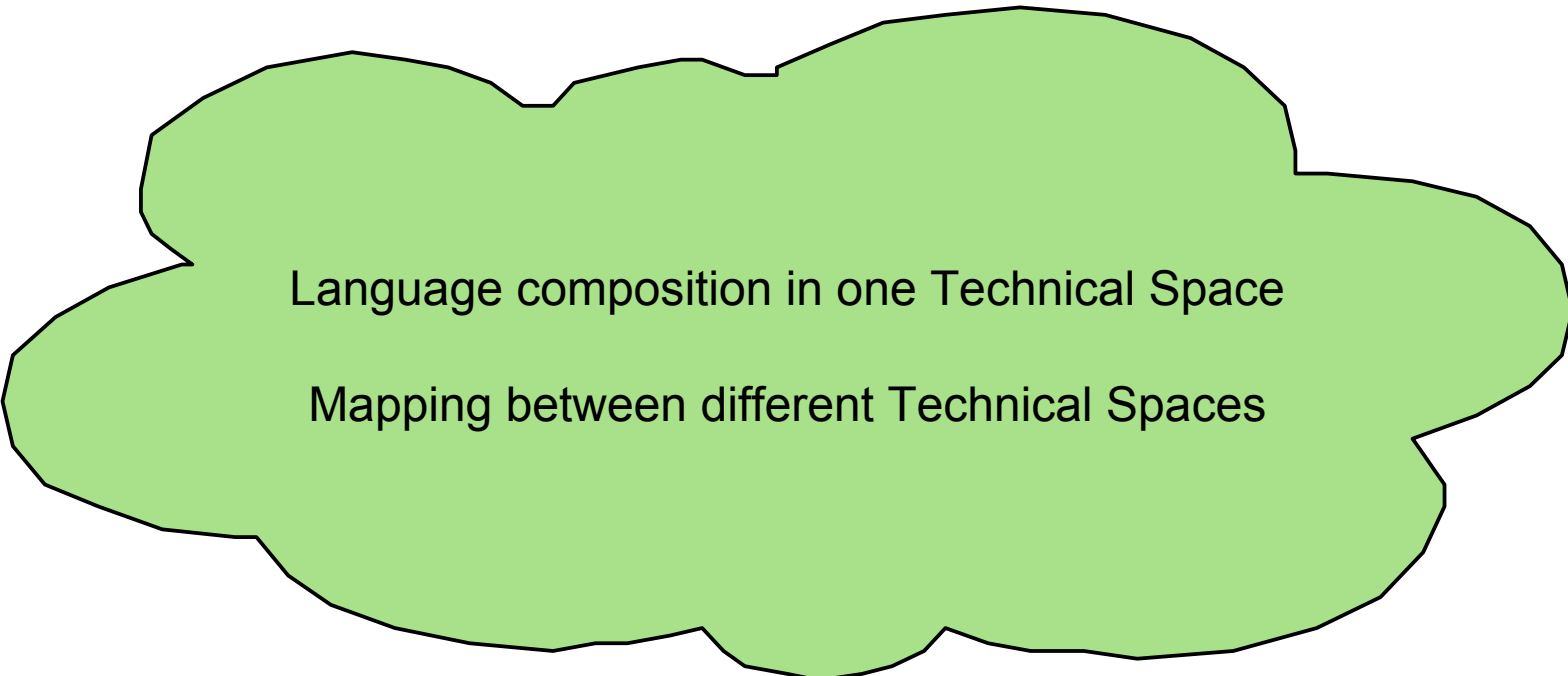 Language composition in one Technical Space
Mapping between different Technical Spaces